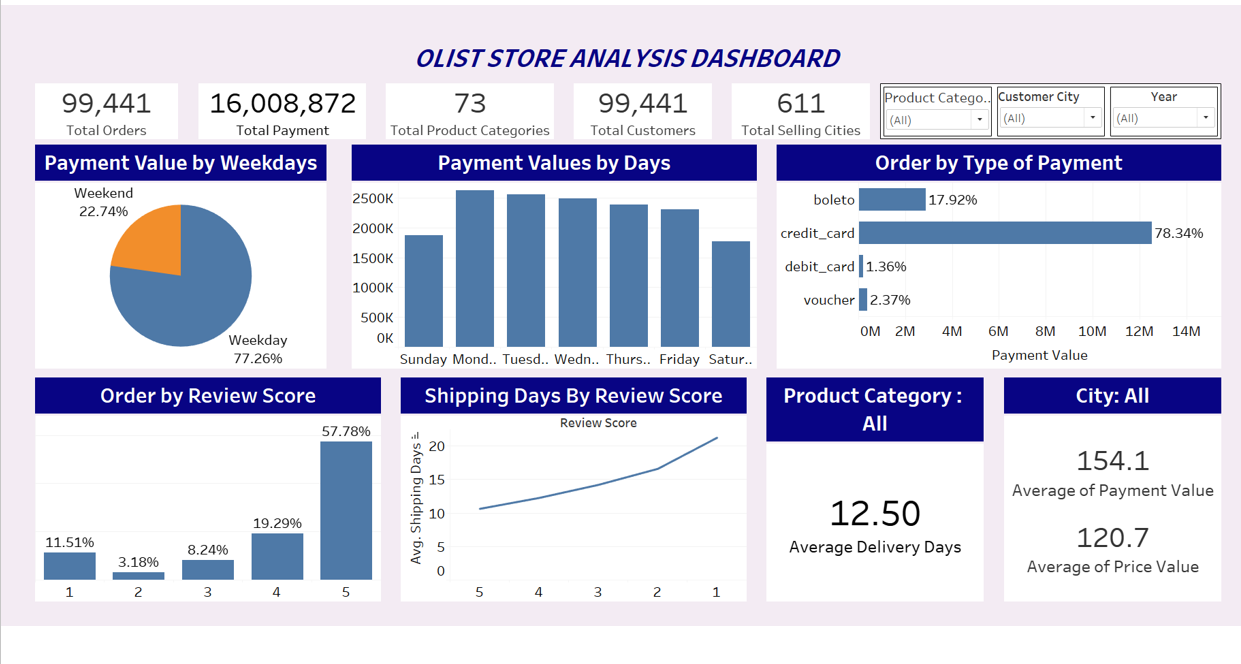 OLIST STORE ANALYSIS DASHBOARD
99,441
Total Orders
16,008,872
Total Payment
73
Total Product Categories
99,441
Total Customers
611
Total Selling Cities
Product Catego..
(All)
Customer City
(All)
Year
(All)
Payment Value by Weekdays
Weekend
22.74%
Weekday
77.26%
Payment Values by Days
2500K
2000K
1500K
1000K
500K
0K
Sunday Mond.. Tuesd.. Wedn.. Thurs.. Friday Satur..
Order by Type of Payment
boleto 17.92%
credit_card 78.34%
debit_card 1.36%
voucher 2.37%
0M 2M 4M 6M 8M 10M 12M 14M
Payment Value
Order by Review Score
57.78%
19.29%
11.51%
8.24%
3.18%
1 2 3 4 5
Shipping Days By Review Score
Review Score
Avg. Shipping Days
20
15
10
5
0
5 4 3 2 1
Product Category :
All
12.50
Average Delivery Days
City: All
154.1
Average of Payment Value
120.7
Average of Price Value